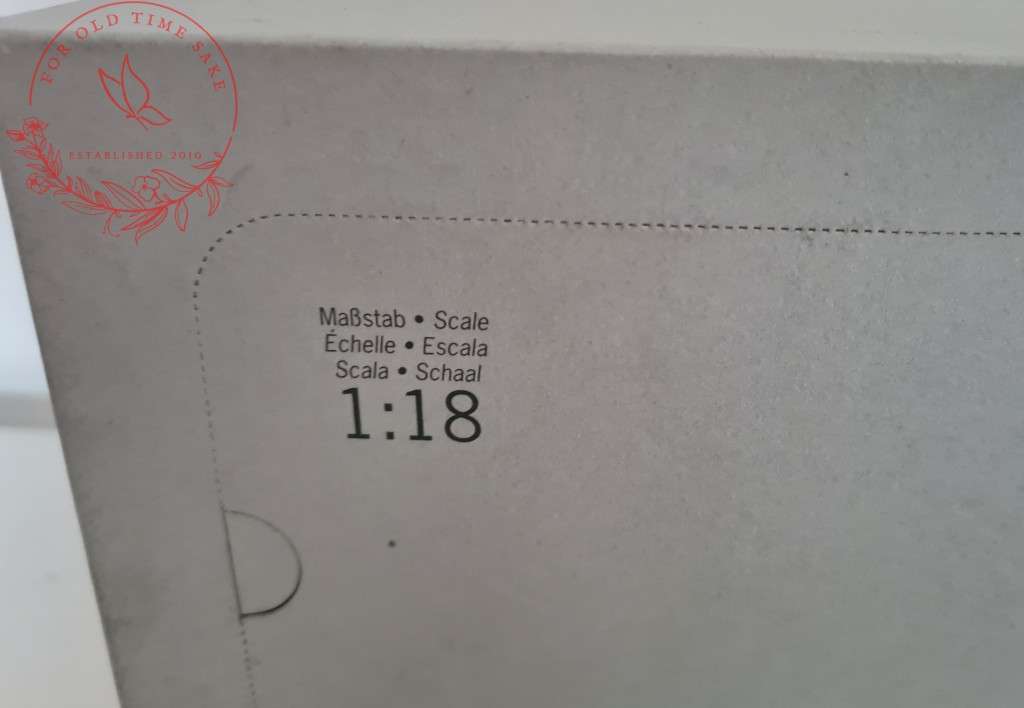 FOR OLD TIME SAKE
ESTABLISHED 2010
Maßstab • Scale
Échelle • Escala
Scala • Schaal
1:18